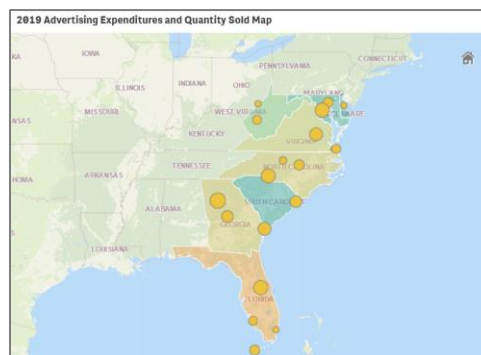 2019 Advertising Expenditures and Quantity Sold Map
CONNECTICUT
IOWA
PENNSYLVANIA
OHIO
ILLINOIS
INDIANA
MARYLAND
MISSOURI
WEST VIRGINIA
VIRGINIA
KENTUCKY
NORTH CAROLINA
TENNESSEE
ARKANSAS
SOUTH CAROLINA
ALABAMA
GEORGIA
LOUISIANA
FLORIDA